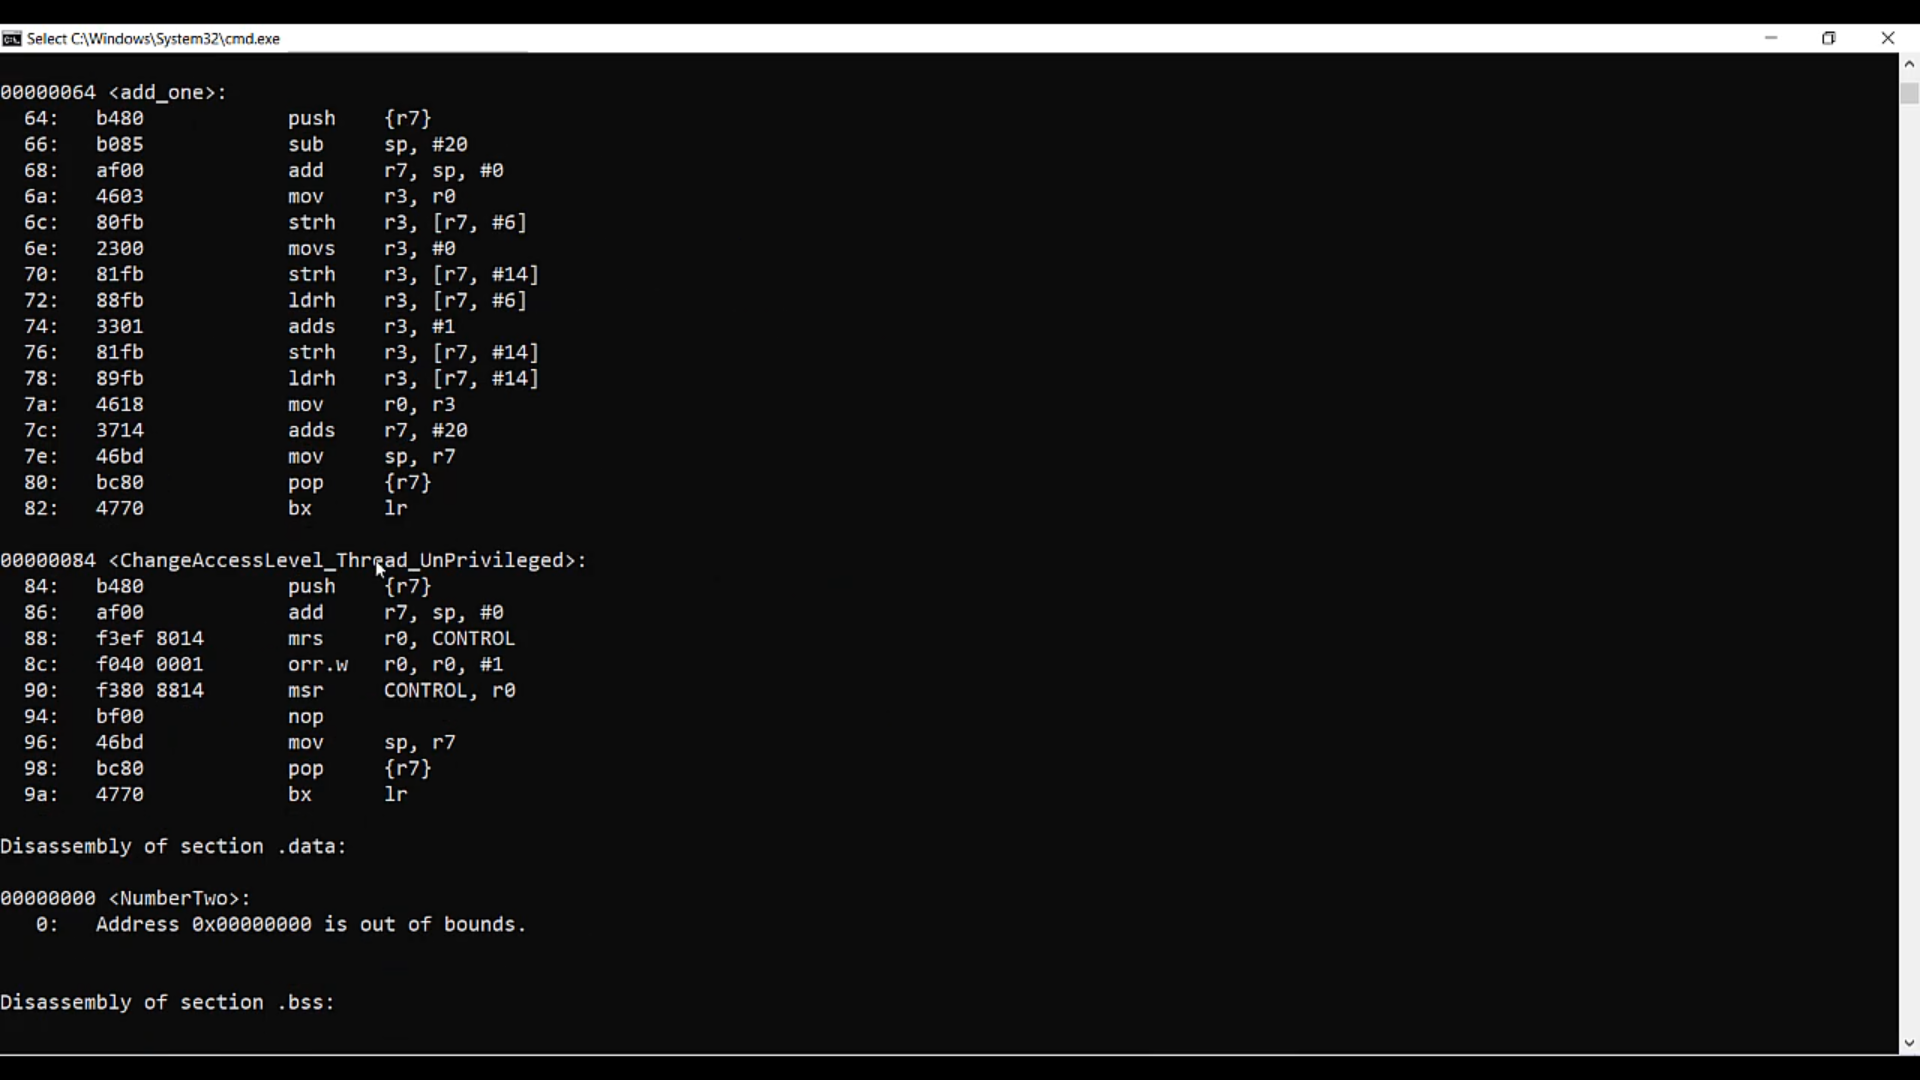 Select C:\Windows\System32\cmd.exe
00000064 <add_one>:
64: b480 push {r7}
66: b085 sub sp, #20
68: af00 add r7, sp, #0
6a: 4603 mov r3, r0
6c: 80fb strh r3, [r7, #6]
6e: 2300 movs r3, #0
70: 81fb strh r3, [r7, #14]
72: 88fb ldrh r3, [r7, #6]
74: 3301 adds r3, #1
76: 81fb strh r3, [r7, #14]
78: 89fb ldrh r3, [r7, #14]
7a: 4618 mov r0, r3
7c: 3714 adds r7, #20
7e: 46bd mov sp, r7
80: bc80 pop {r7}
82: 4770 bx lr
00000084 <ChangeAccessLevel_Thread_UnPrivileged>:
84: b480 push {r7}
86: af00 add r7, sp, #0
88: f3ef 8014 mrs r0, CONTROL
8c: f040 0001 orr.w r0, r0, #1
90: f380 8814 msr CONTROL, r0
94: bf00 nop
96: 46bd mov sp, r7
98: bc80 pop {r7}
9a: 4770 bx lr
Disassembly of section .data:
00000000 <NumberTwo>:
0: Address 0x00000000 is out of bounds.
Disassembly of section .bss: